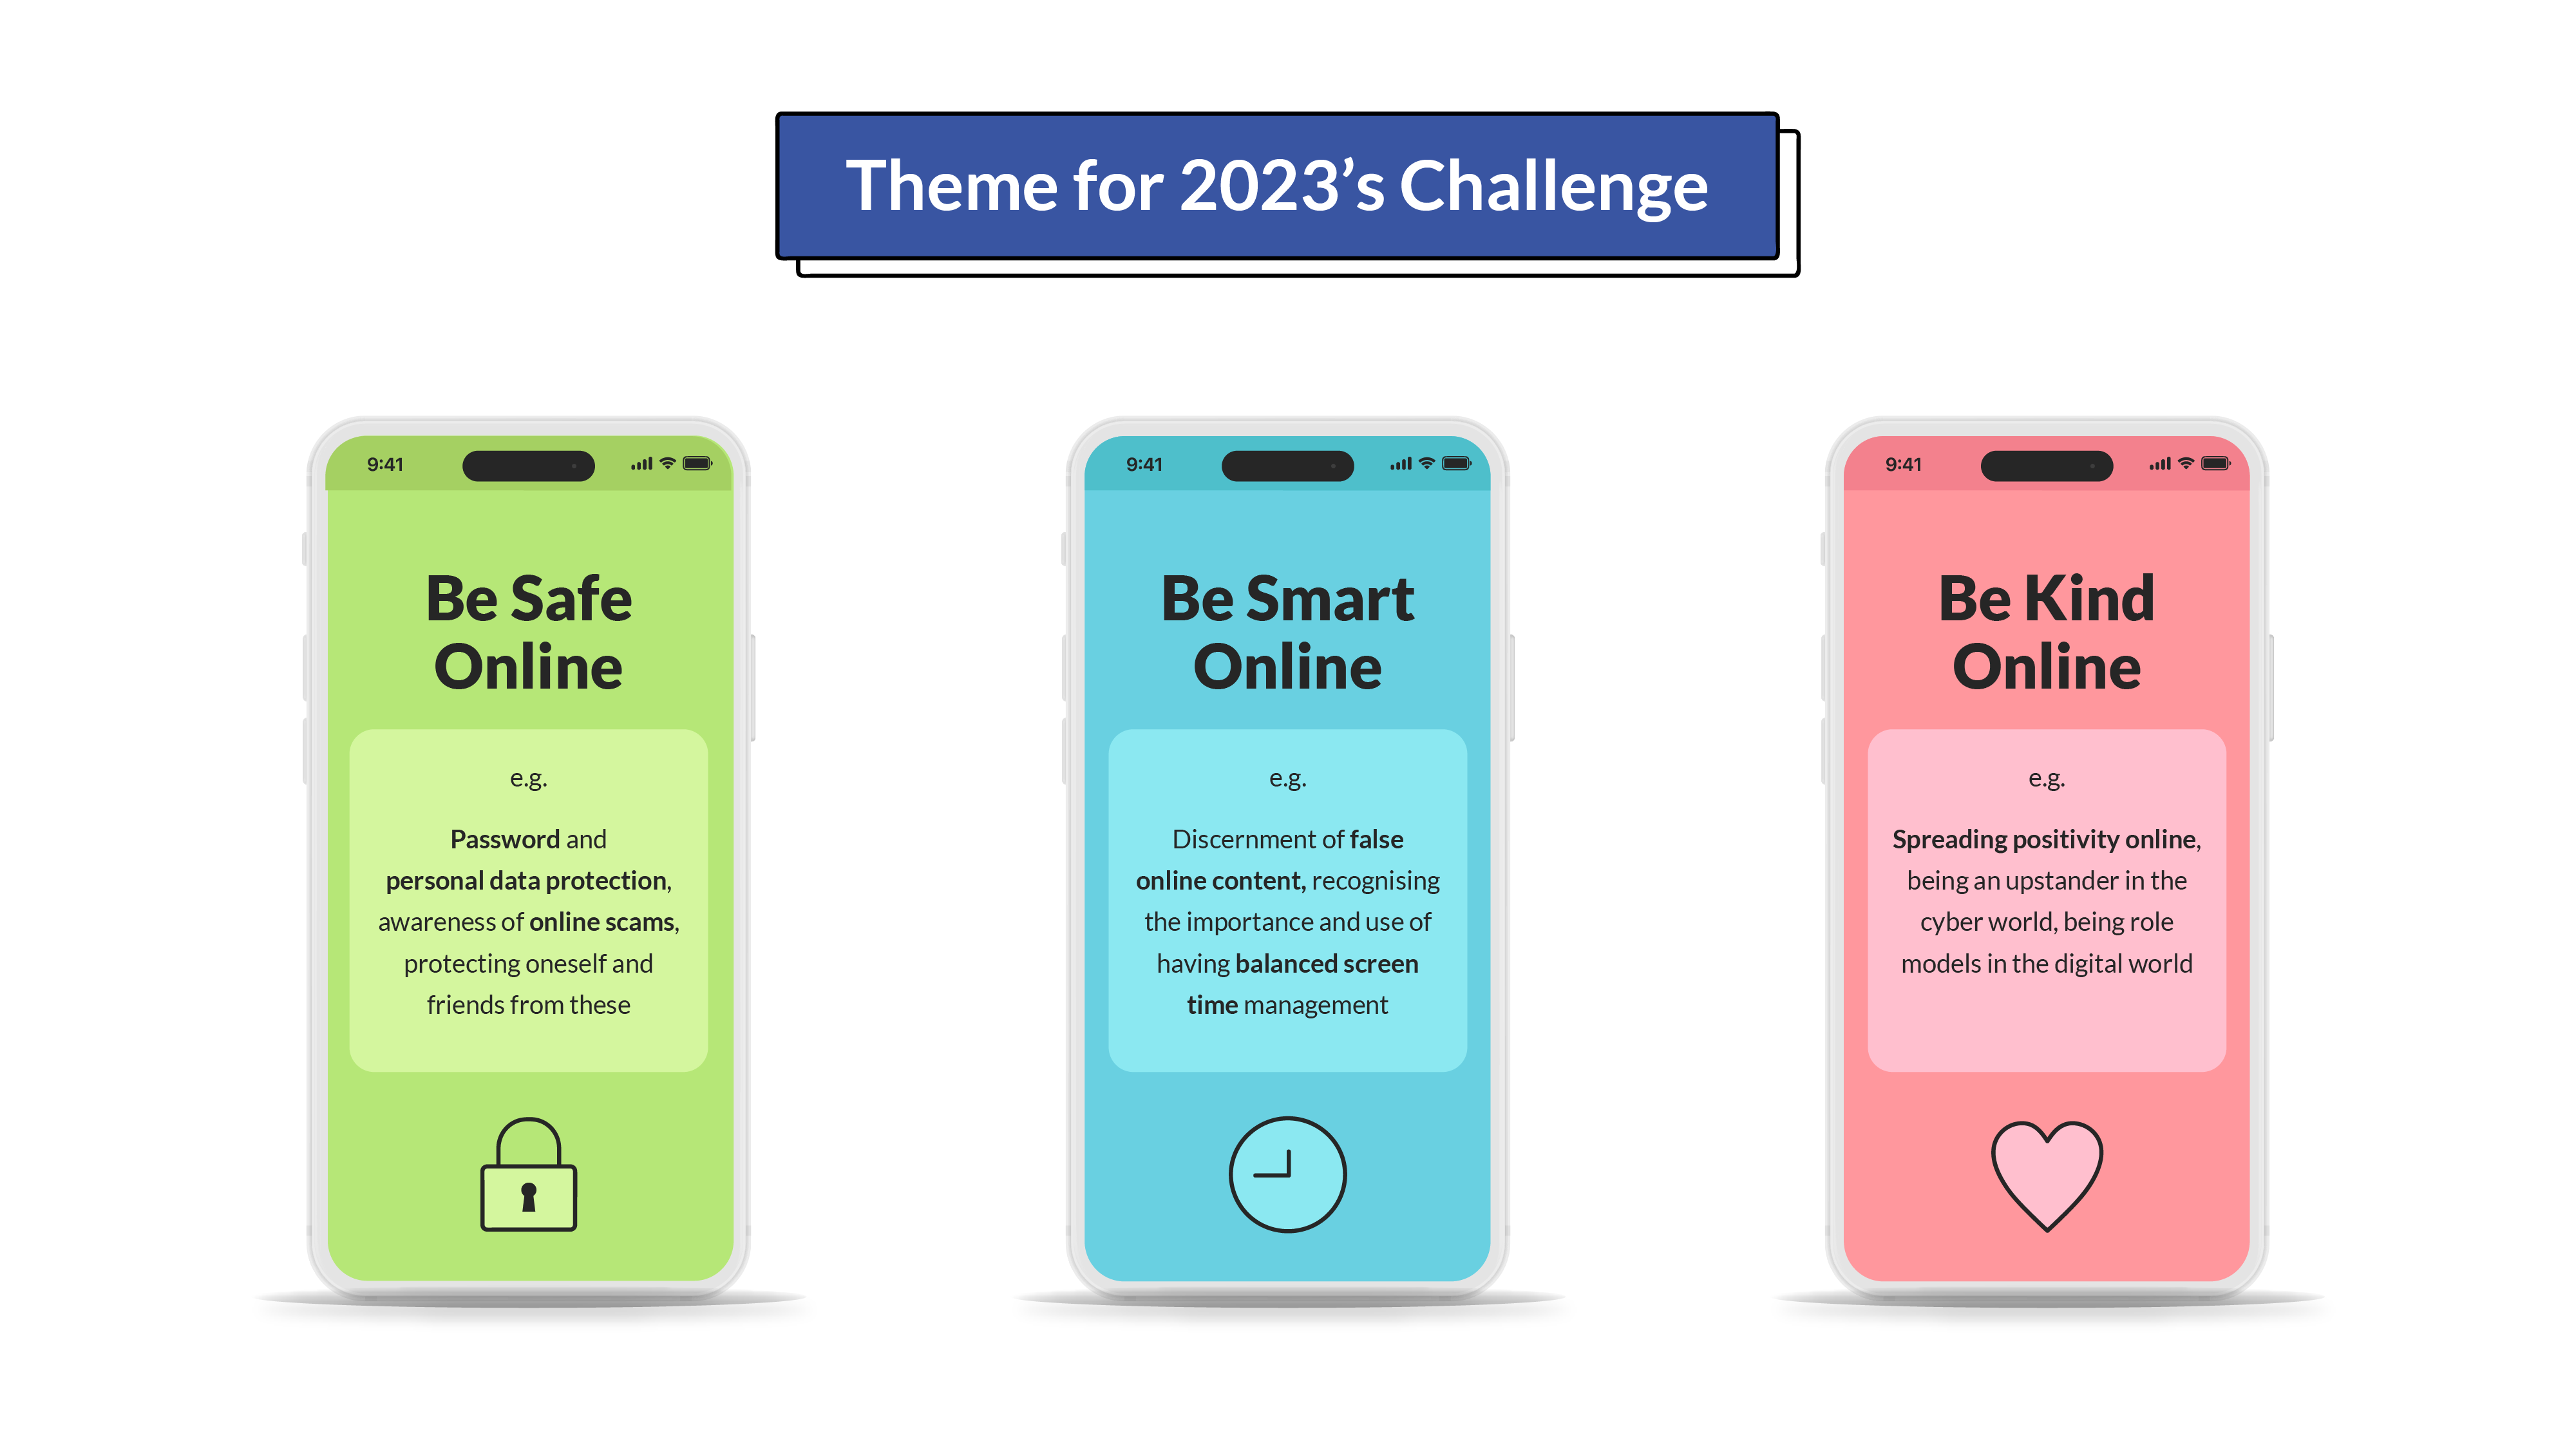 Theme for 2023’s Challenge
9:41
Be Safe
Online
e.g.
Password and
personal data protection,
awareness of online scams,
protecting oneself and
friends from these
9:41
Be Smart
Online
e.g.
Discernment of false
online content, recognising
the importance and use of
having balanced screen
time management
9:41
Be Kind
Online
e.g.
Spreading positivity online,
being an upstander in the
cyber world, being role
models in the digital world